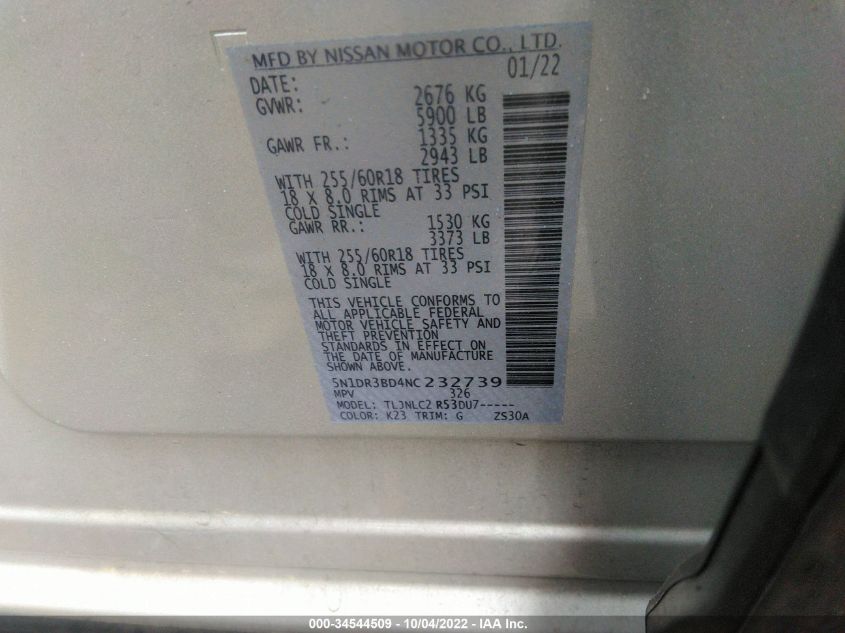 MFD BY NISSAN MOTOR CO., LTD.
DATE: 01/22
GVWR: 2676 KG
5900 LB
GAWR FR.: 1335 KG
2943 LB
WITH 255/60R18 TIRES
18 X 8.0 RIMS AT 33 PSI
COLD SINGLE
GAWR RR.: 1530 KG
3373 LB
WITH 255/60R18 TIRES
18 X 8.0 RIMS AT 33 PSI
COLD SINGLE
THIS VEHICLE CONFORMS TO
ALL APPLICABLE FEDERAL
MOTOR VEHICLE SAFETY AND
THEFT PREVENTION
STANDARDS IN EFFECT ON
THE DATE OF MANUFACTURE
SHOWN ABOVE.
5N1DR3BD4NC232739
MPV 326
MODEL: TLJNLC2 R53DU7-----
COLOR: K23 TRIM: G ZS30A
000-34544509 - 10/04/2022 - IAA Inc.